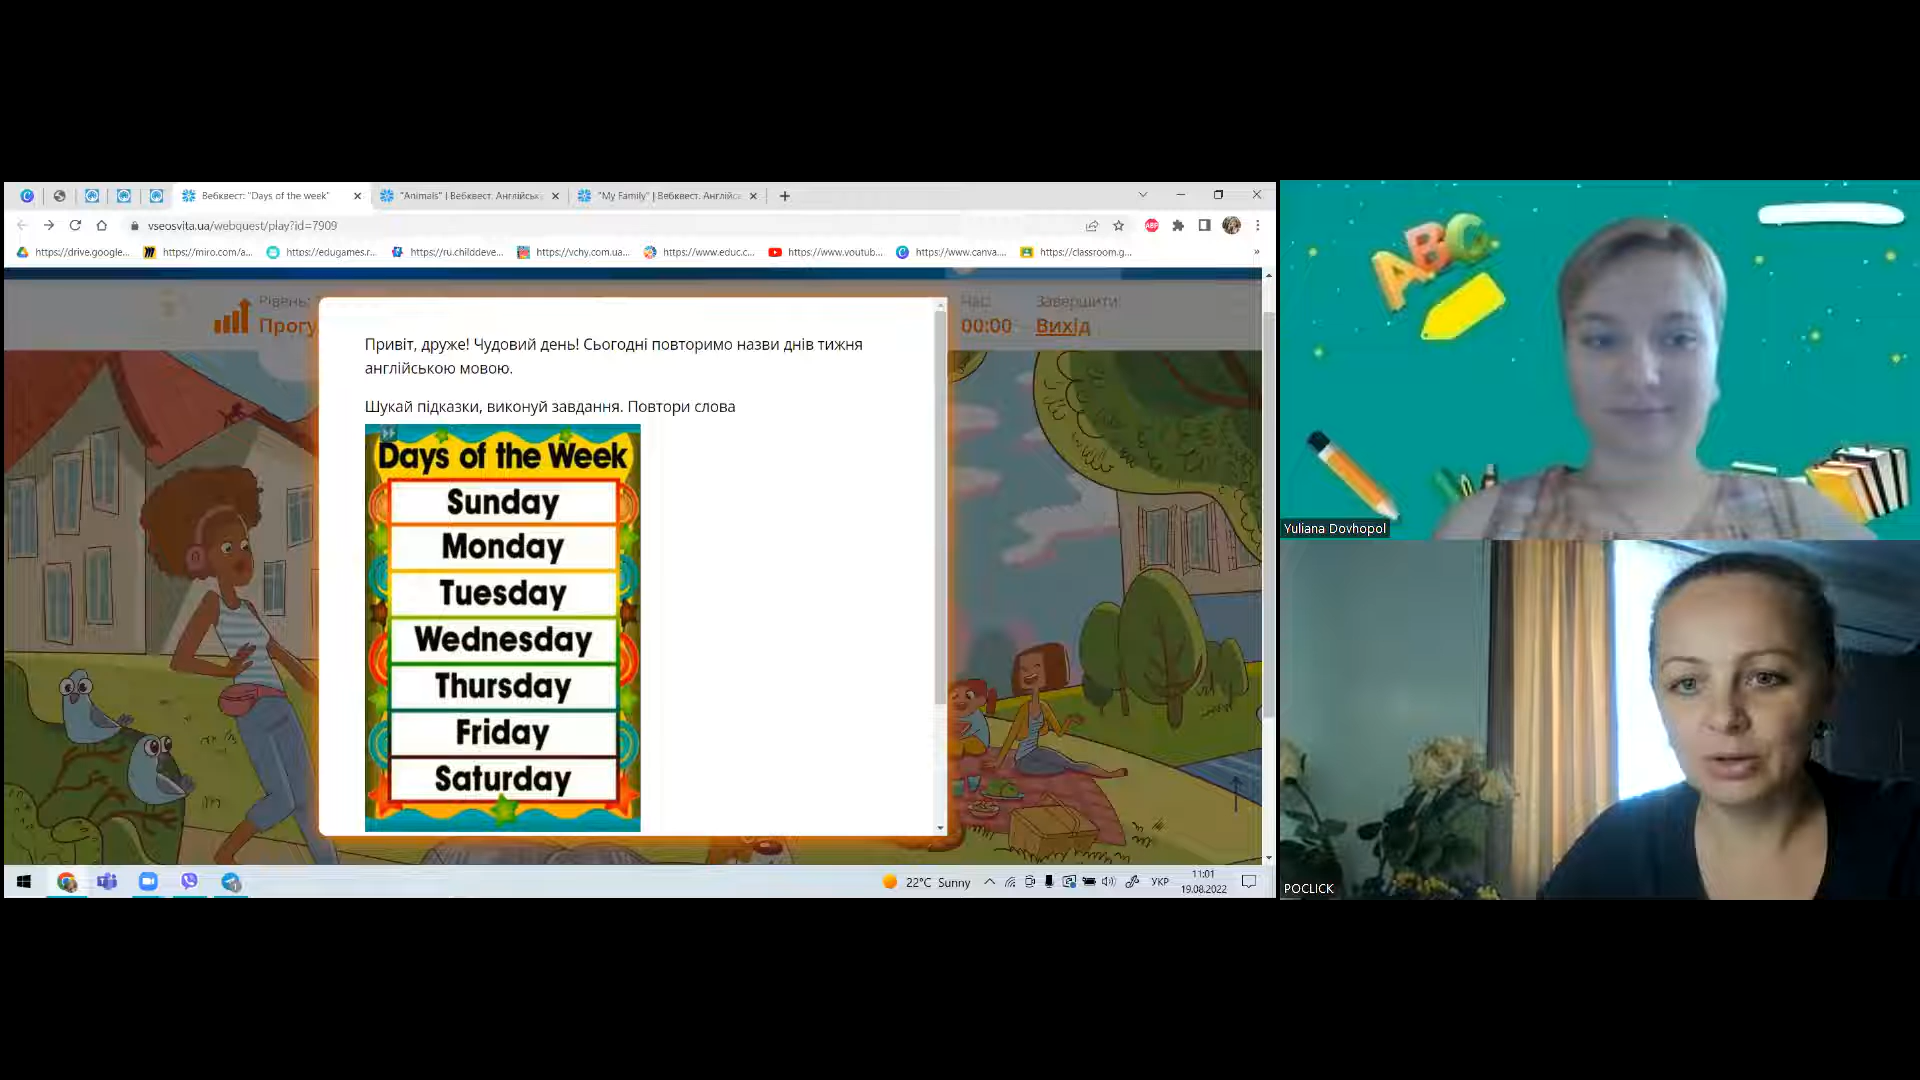 Вебквест: "Days of the week"
"Animals" | Вебквест. Англійськ
"My Family" | Вебквест. Англійс
vseosvita.ua/webquest/play?id=7909
ABP
https://drive.google...
https://miro.com/a...
https://edugames.r...
https://ru.childdeve...
https://vchy.com.ua...
https://www.educ.c...
https://www.youtub...
https://www.canva....
https://classroom.g...
Рівень:
Прогу
Час:
00:00
Завершити:
Вихід
Привіт, друже! Чудовий день! Сьогодні повторимо назви днів тижня
англійською мовою.
Шукай підказки, виконуй завдання. Повтори слова
Days of the Week
Sunday
Monday
Tuesday
Wednesday
Thursday
Friday
Saturday
22°C Sunny
УКР
11:01
19.08.2022
ABC
Yuliana Dovhopol
POCLICK